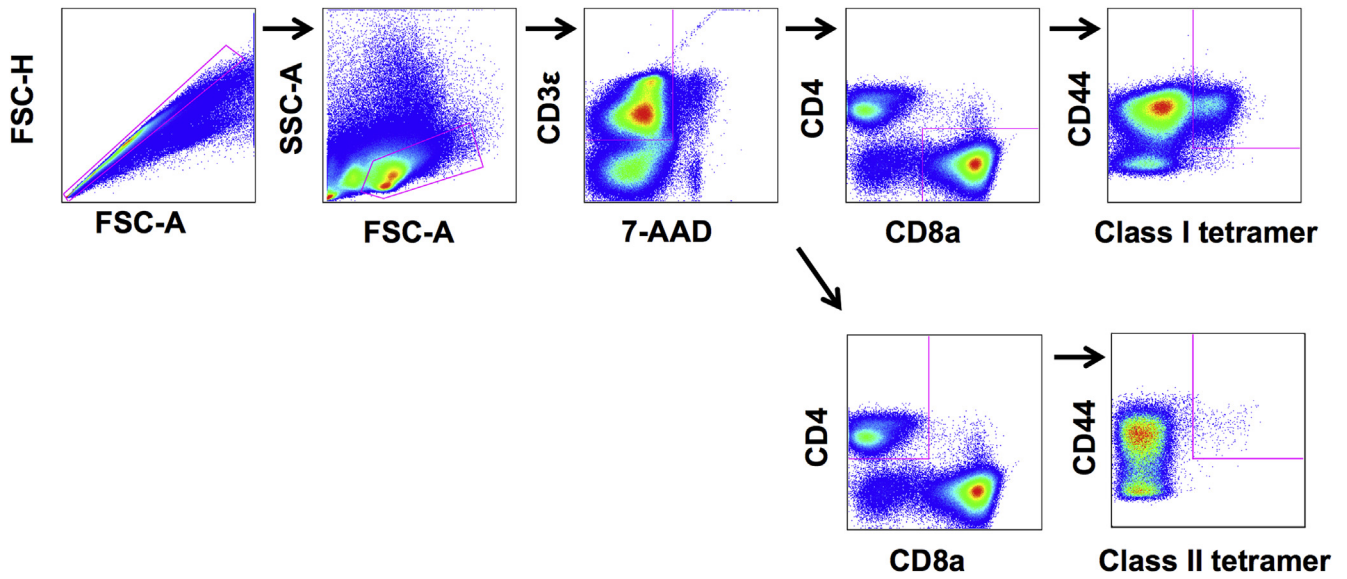 FSC-H
FSC-A
SSC-A
FSC-A
CD3ε
7-AAD
CD4
CD8a
CD44
Class I tetramer
CD4
CD8a
CD44
Class II tetramer